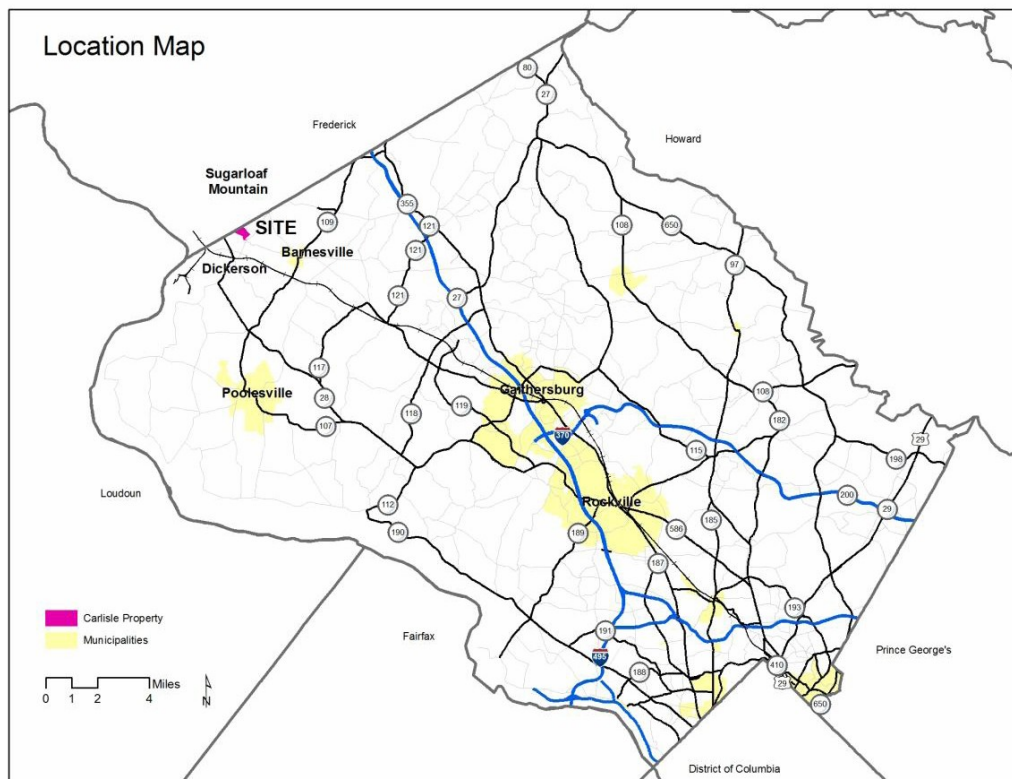 Location Map
80
27
Frederick
Howard
Sugarloaf
Mountain
355
109
121
108
650
SITE
Barnesville
121
97
Dickerson
121
27
117
Poolesville
Gaithersburg
28
119
118
108
182
107
370
29
115
198
Loudoun
200
112
Rockville
29
190
189
586
185
187
193
Carlisle Property
Municipalities
Fairfax
191
Prince George's
495
410
188
29
Miles
0 1 2 4
N
650
District of Columbia